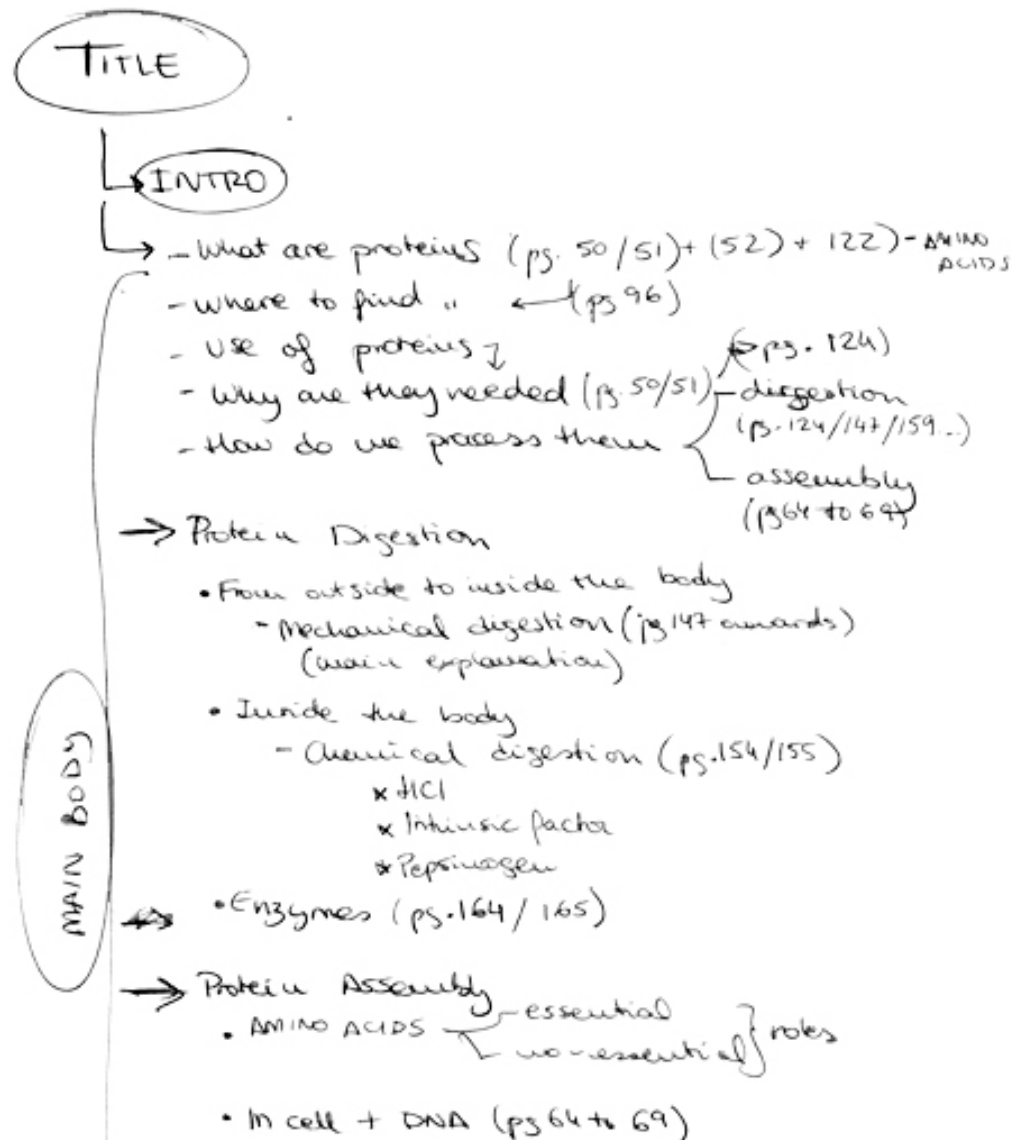 TITLE
INTRO
- What are proteins (pg. 50/51) + (52) + 122) - AMINO ACIDS
- where to find " ← (pg 96)
- Use of proteins
- Why are they needed (pg. 50/51)
(→ pg. 124)
- How do we process them
- digestion
(pg. 124/147/159..)
- assembly
(pg 64 to 69)
→ Protein Digestion
• From outside to inside the body
- Mechanical digestion (pg 147 onwards)
(main explanation)
• Inside the body
- Chemical digestion (pg. 154/155)
* HCl
* Intrinsic factor
* Pepsinogen
• Enzymes (pg. 164/165)
MAIN BODY
→ Protein Assembly
• AMINO ACIDS - essential
- no-essential } roles
• In cell + DNA (pg 64 to 69)